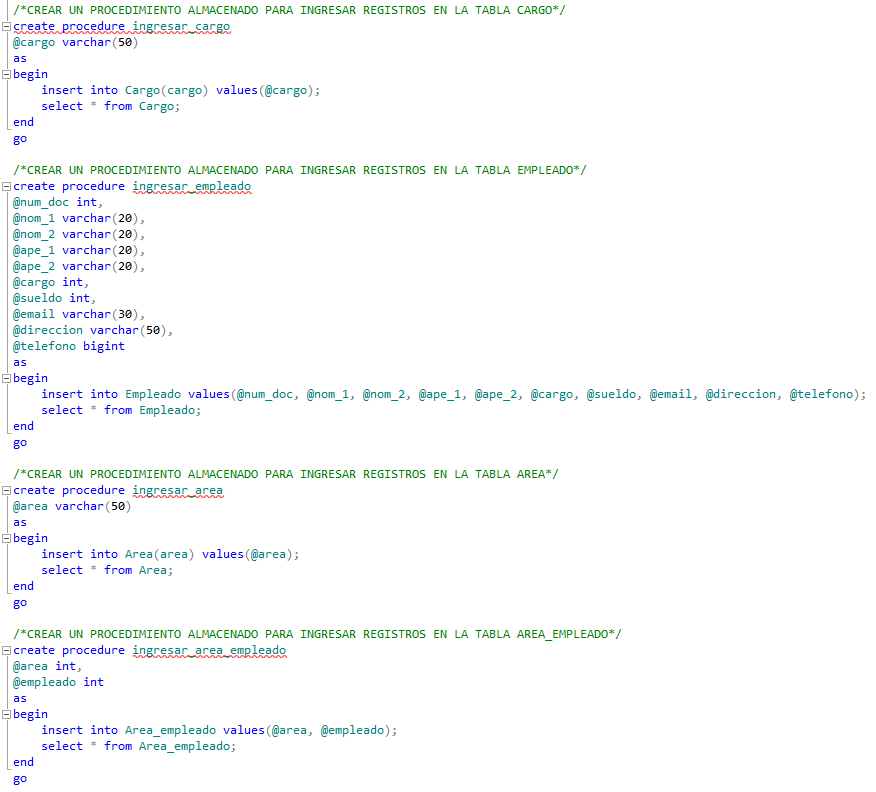 /*CREAR UN PROCEDIMIENTO ALMACENADO PARA INGRESAR REGISTROS EN LA TABLA CARGO*/
create procedure ingresar_cargo
@cargo varchar(50)
as
begin
    insert into Cargo(cargo) values(@cargo);
    select * from Cargo;
end
go

/*CREAR UN PROCEDIMIENTO ALMACENADO PARA INGRESAR REGISTROS EN LA TABLA EMPLEADO*/
create procedure ingresar_empleado
@num_doc int,
@nom_1 varchar(20),
@nom_2 varchar(20),
@ape_1 varchar(20),
@ape_2 varchar(20),
@cargo int,
@sueldo int,
@email varchar(30),
@direccion varchar(50),
@telefono bigint
as
begin
    insert into Empleado values(@num_doc, @nom_1, @nom_2, @ape_1, @ape_2, @cargo, @sueldo, @email, @direccion, @telefono);
    select * from Empleado;
end
go

/*CREAR UN PROCEDIMIENTO ALMACENADO PARA INGRESAR REGISTROS EN LA TABLA AREA*/
create procedure ingresar_area
@area varchar(50)
as
begin
    insert into Area(area) values(@area);
    select * from Area;
end
go

/*CREAR UN PROCEDIMIENTO ALMACENADO PARA INGRESAR REGISTROS EN LA TABLA AREA_EMPLEADO*/
create procedure ingresar_area_empleado
@area int,
@empleado int
as
begin
    insert into Area_empleado values(@area, @empleado);
    select * from Area_empleado;
end
go